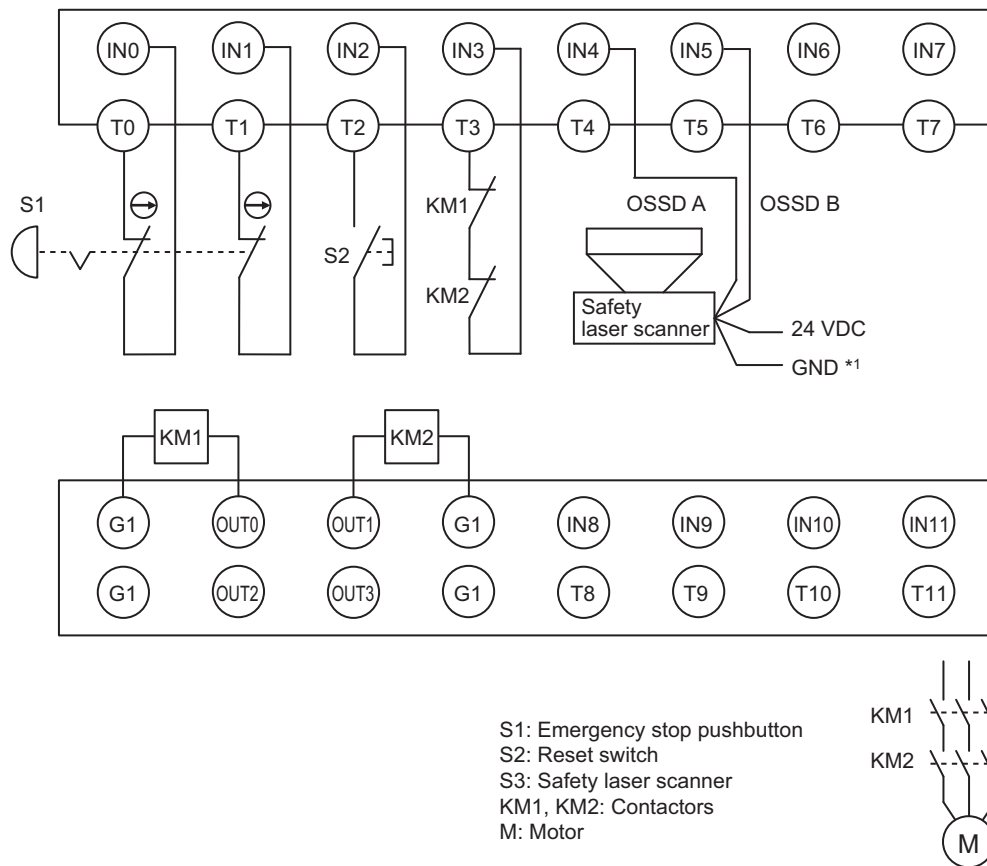 IN0 IN1 IN2 IN3 IN4 IN5 IN6 IN7
T0 T1 T2 T3 T4 T5 T6 T7
S1
KM1
OSSD A OSSD B
S2
KM2
Safety
laser scanner
24 VDC
GND *1
KM1 KM2
G1 OUT0 OUT1 G1 IN8 IN9 IN10 IN11
G1 OUT2 OUT3 G1 T8 T9 T10 T11
S1: Emergency stop pushbutton
S2: Reset switch
S3: Safety laser scanner
KM1, KM2: Contactors
M: Motor
KM1
KM2
M